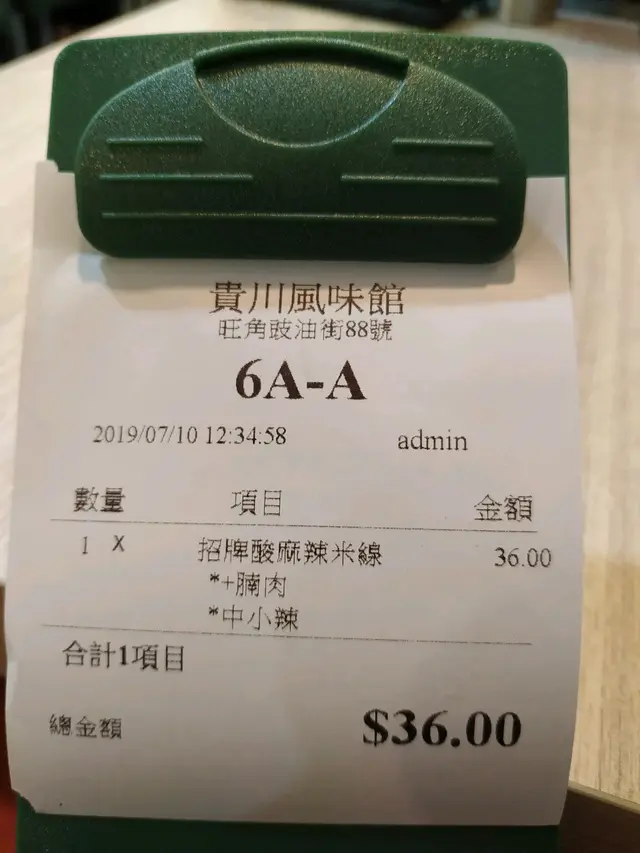 貴川風味館
旺角豉油街88號
6A-A
2019/07/10 12:34:58 admin
數量 項目 金額
1 X 招牌酸麻辣米線 36.00
*+腩肉
*中小辣
合計1項目
總金額 $36.00